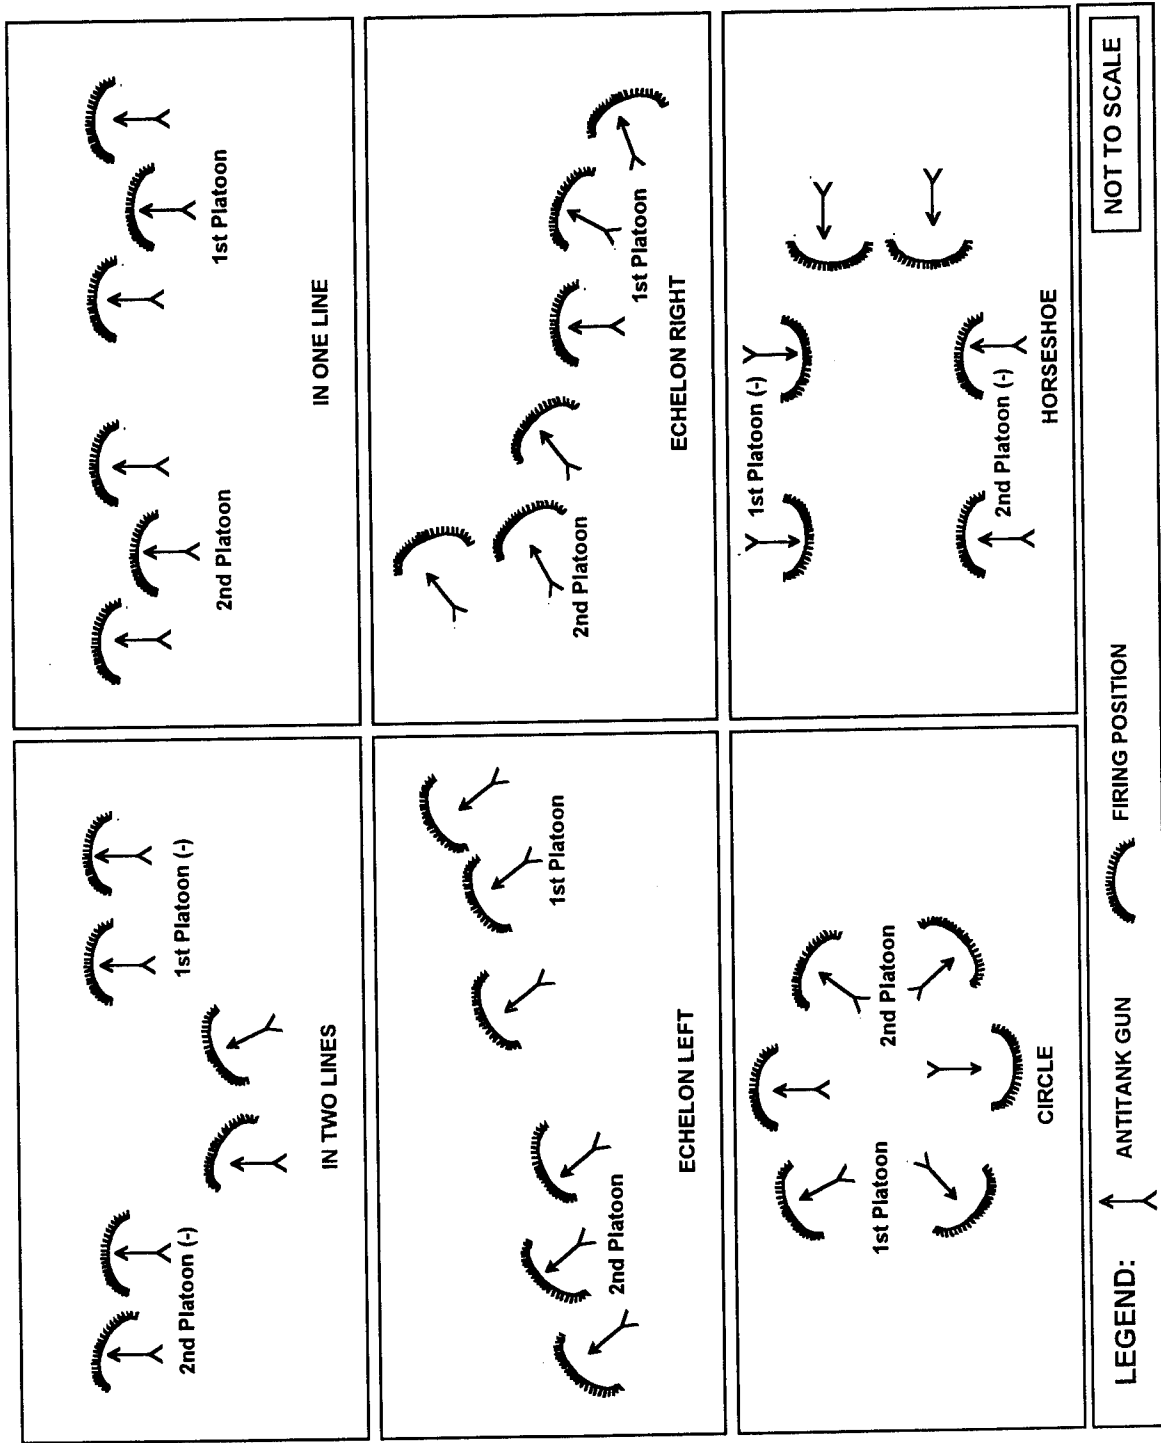 2nd Platoon (-)
1st Platoon (-)
IN TWO LINES
2nd Platoon
1st Platoon
IN ONE LINE
1st Platoon
2nd Platoon
ECHELON LEFT
2nd Platoon
1st Platoon
ECHELON RIGHT
1st Platoon
2nd Platoon
CIRCLE
1st Platoon (-)
2nd Platoon (-)
HORSESHOE
LEGEND:
ANTITANK GUN
FIRING POSITION
NOT TO SCALE